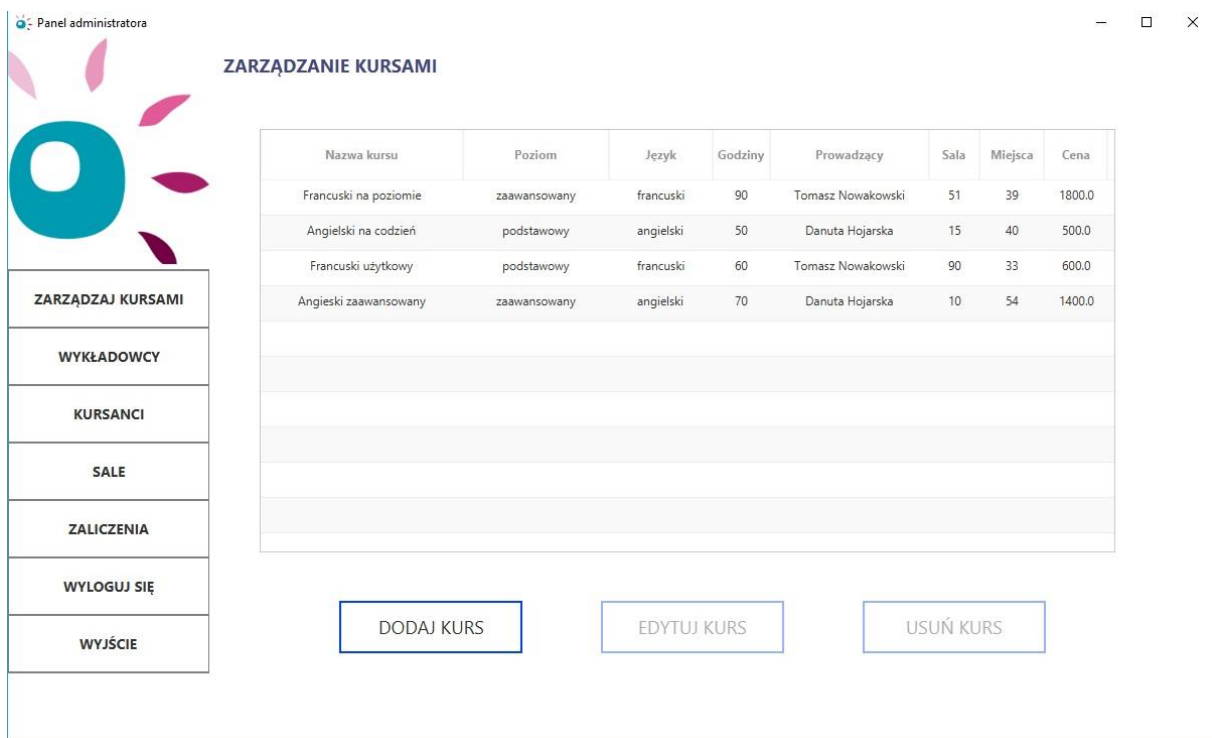 Panel administratora
ZARZĄDZANIE KURSAMI
Nazwa kursu Poziom Język Godziny Prowadzący Sala Miejsca Cena
Francuski na poziomie zaawansowany francuski 90 Tomasz Nowakowski 51 39 1800.0
Angielski na codzień podstawowy angielski 50 Danuta Hojarska 15 40 500.0
Francuski użytkowy podstawowy francuski 60 Tomasz Nowakowski 90 33 600.0
Angieski zaawansowany zaawansowany angielski 70 Danuta Hojarska 10 54 1400.0
ZARZĄDZAJ KURSAMI
WYKŁADOWCY
KURSANCI
SALE
ZALICZENIA
WYLOGUJ SIĘ
WYJŚCIE
DODAJ KURS EDYTUJ KURS USUŃ KURS